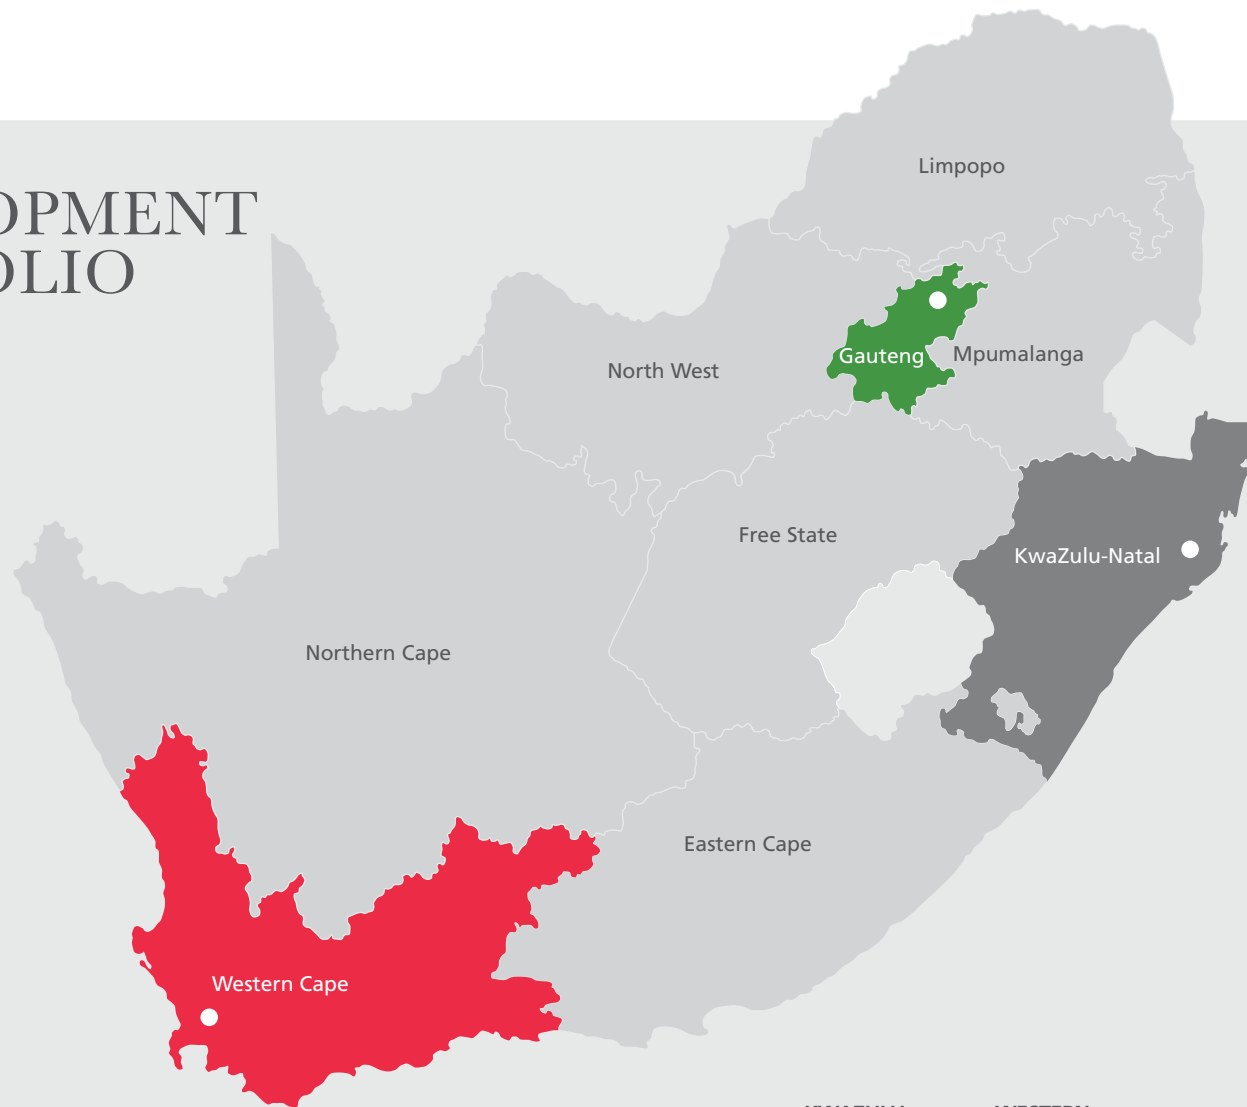 OPMENT
OLIO
Limpopo
North West
Gauteng
Mpumalanga
Free State
KwaZulu-Natal
Northern Cape
Eastern Cape
Western Cape